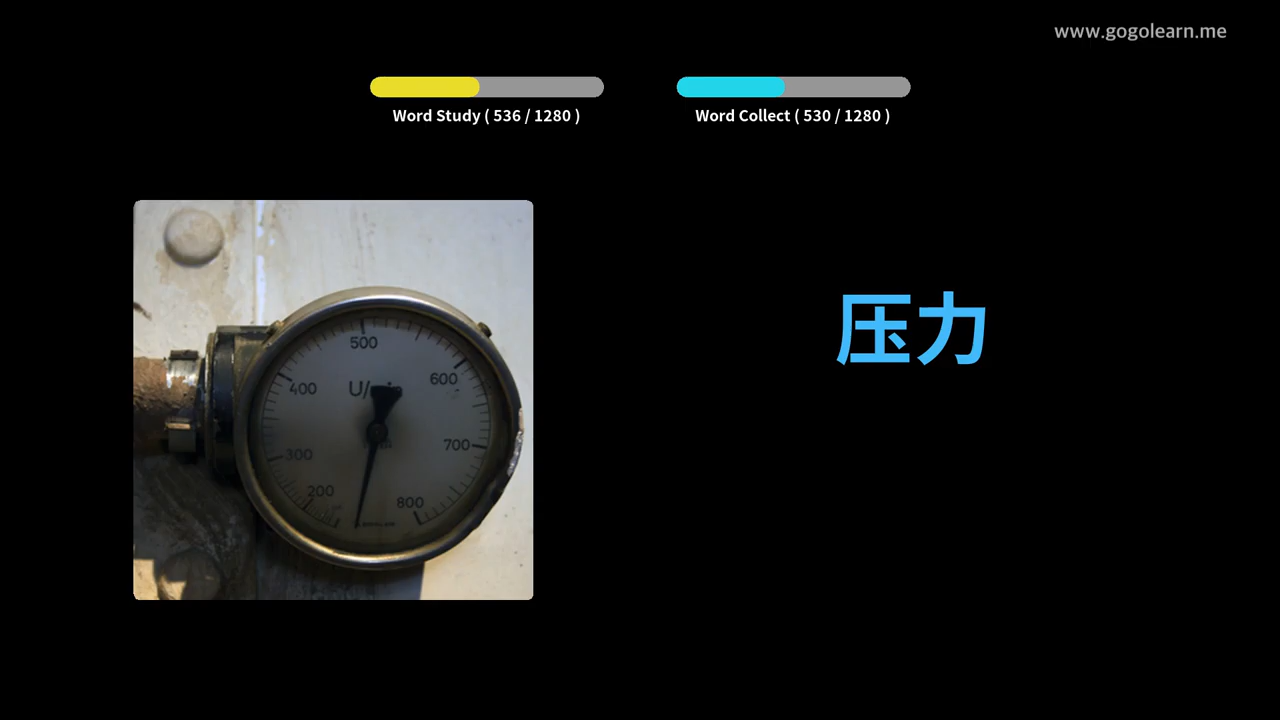 www.gogolearn.me
Word Study ( 536 / 1280 )
Word Collect ( 530 / 1280 )
压力
500
400
600
300
700
200
800